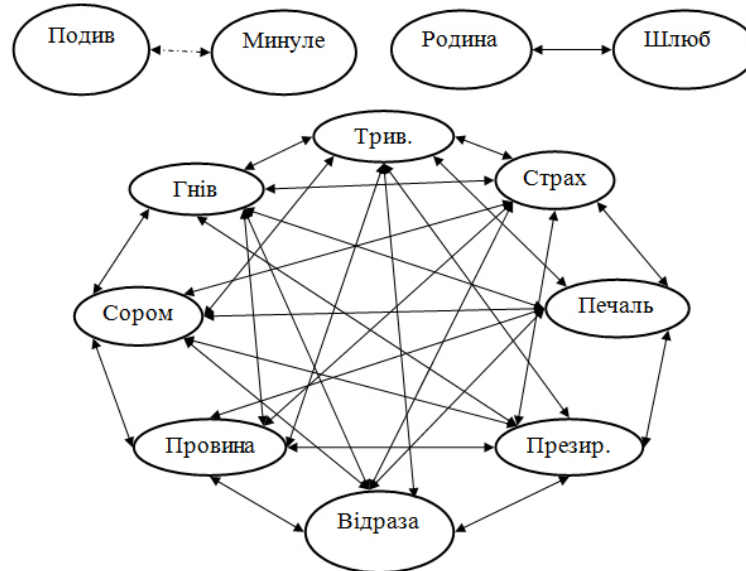 Подив
Минуле
Родина
Шлюб
Трив.
Гнів
Страх
Сором
Печаль
Провина
Презир.
Відраза